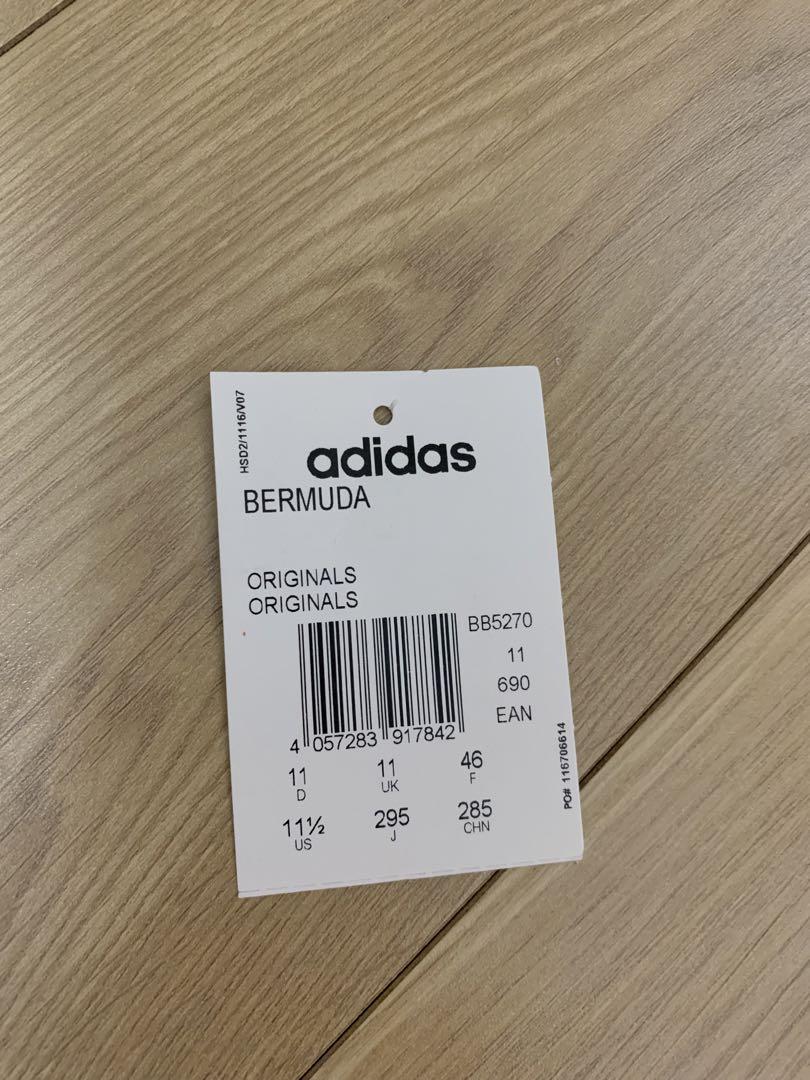 HSD2/1116/V07
adidas
BERMUDA
ORIGINALS
ORIGINALS
BB5270
11
690
EAN
4 057283 917842
11 11 46
D UK F
11½ 295 285
US J CHN
PO# 116706614